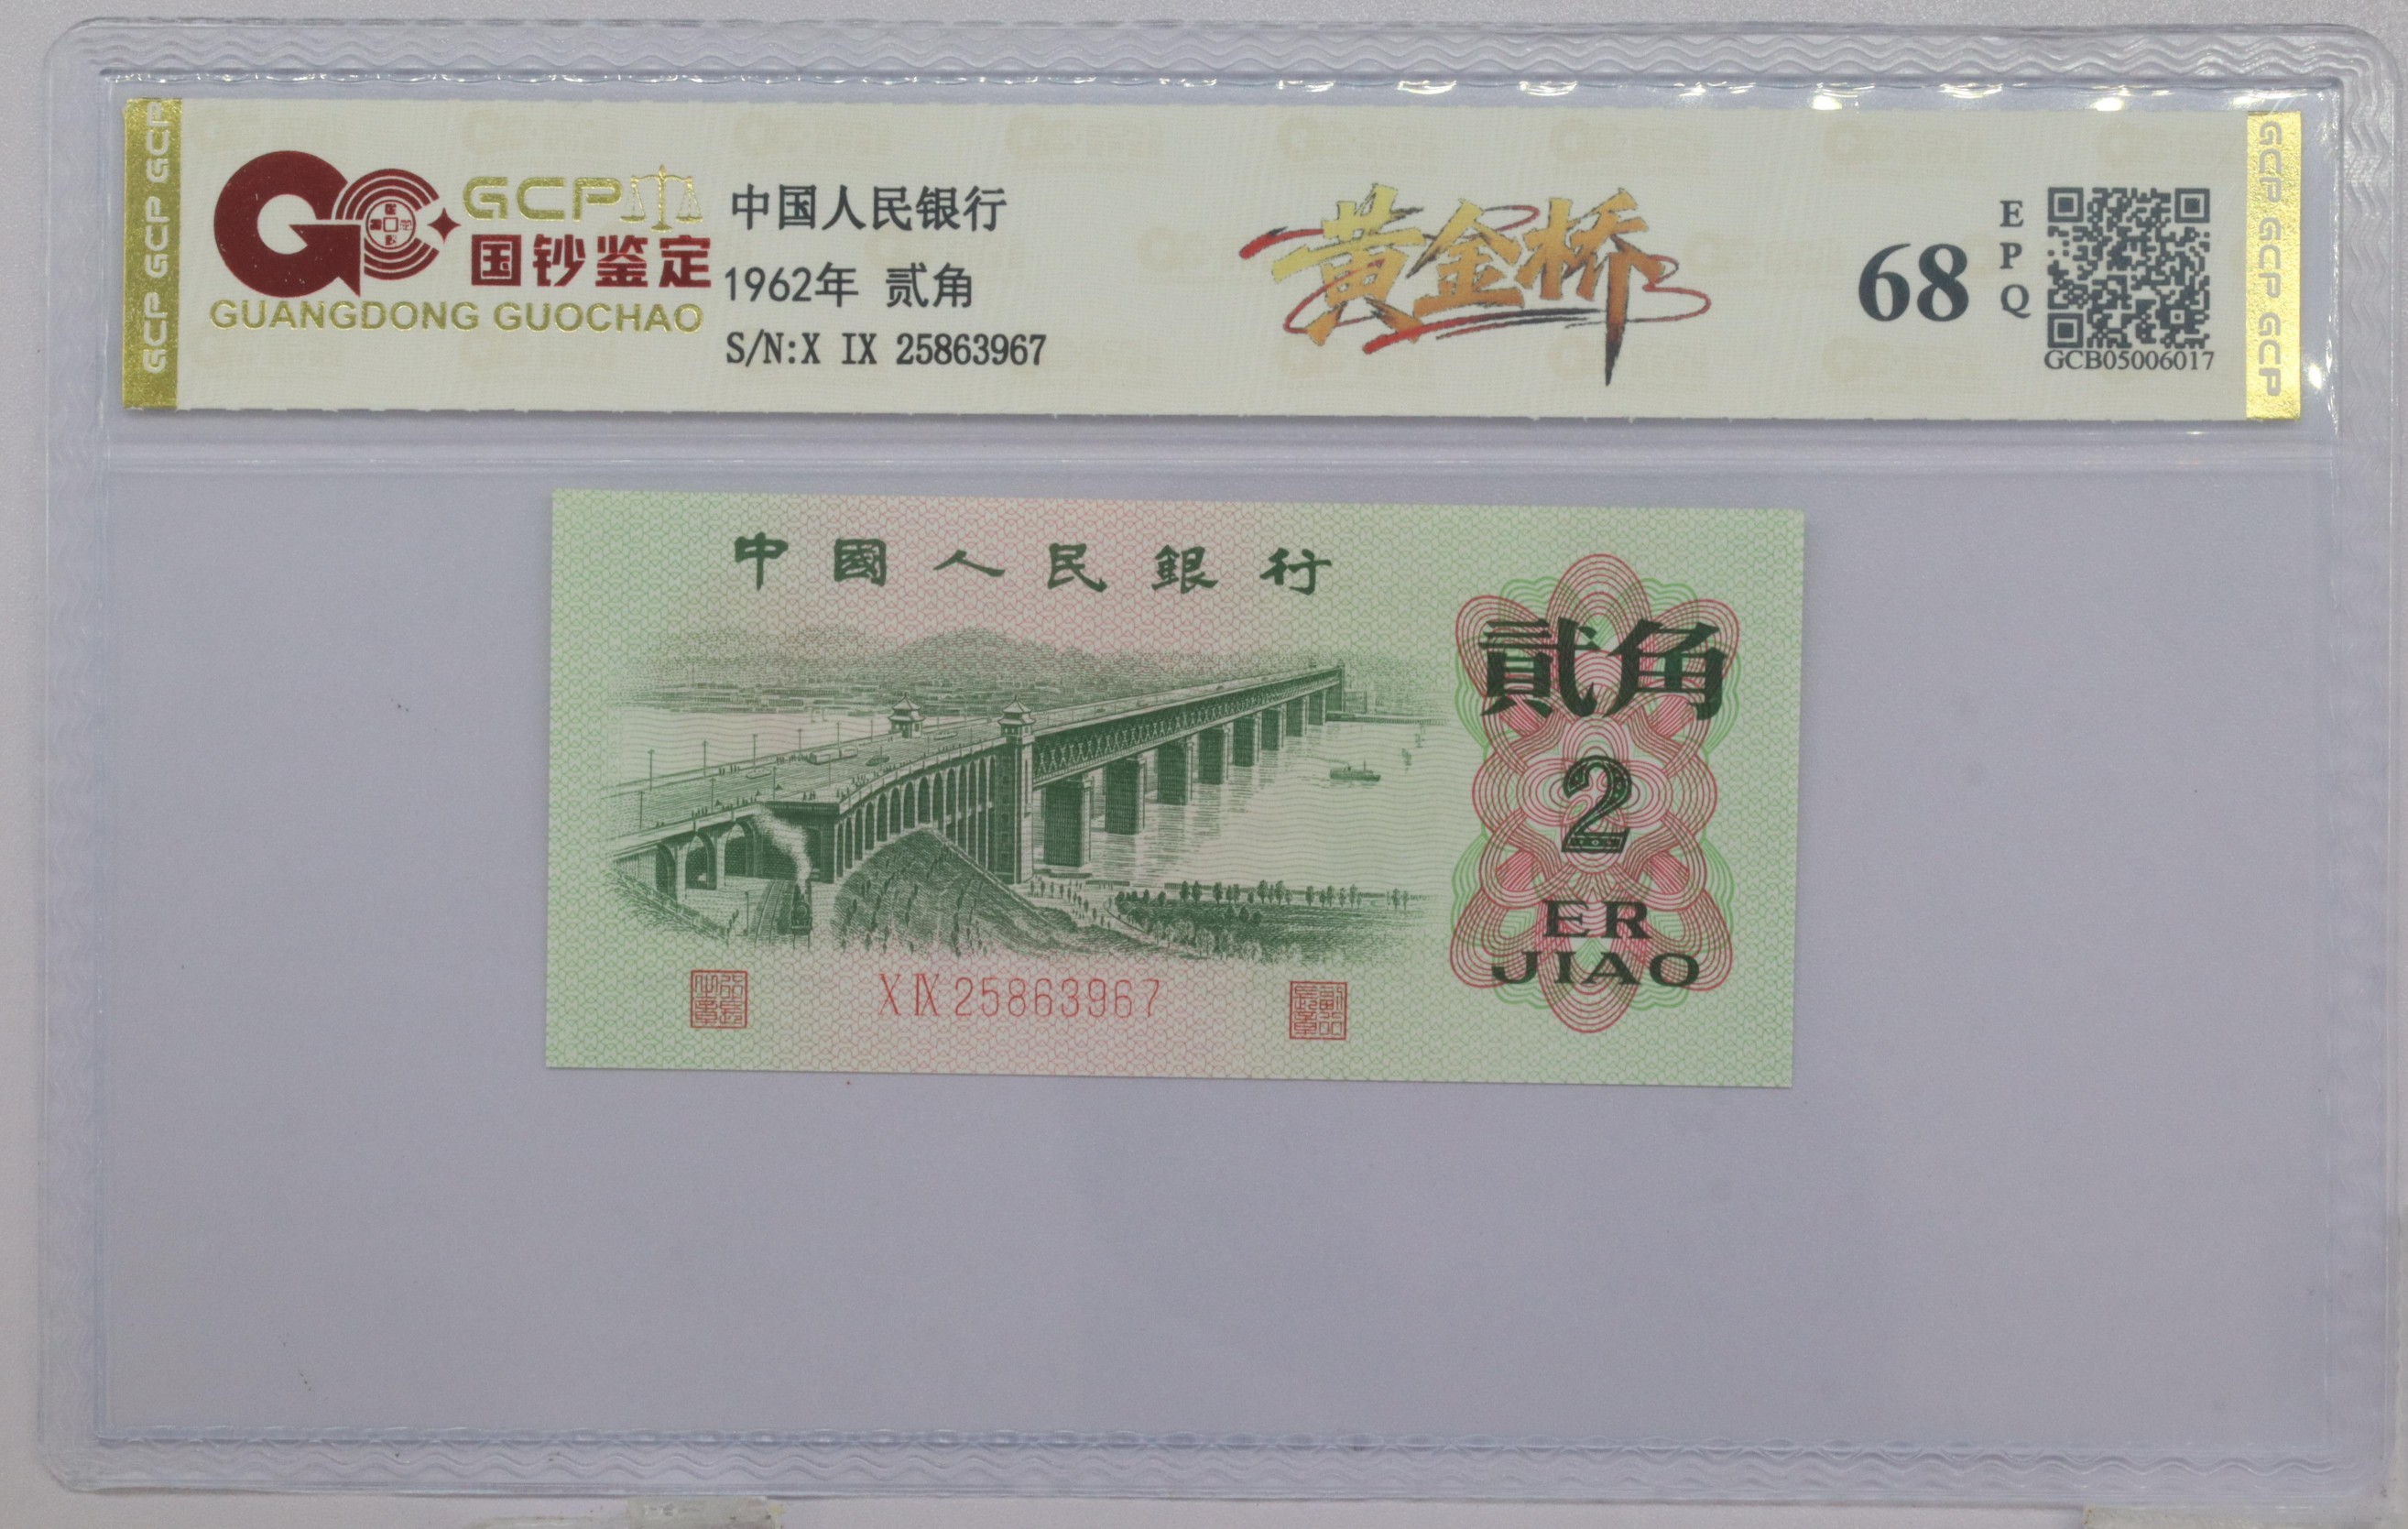 GCP GCP GCP
GCP
国钞鉴定
GUANGDONG GUOCHAO
中国人民银行
1962年 贰角
S/N:X IX 25863967
黄金桥
68
EPQ
GCB05006017
GCP GCP GCP
中國人民銀行
貳角
2
ER
JIAO
X IX 25863967